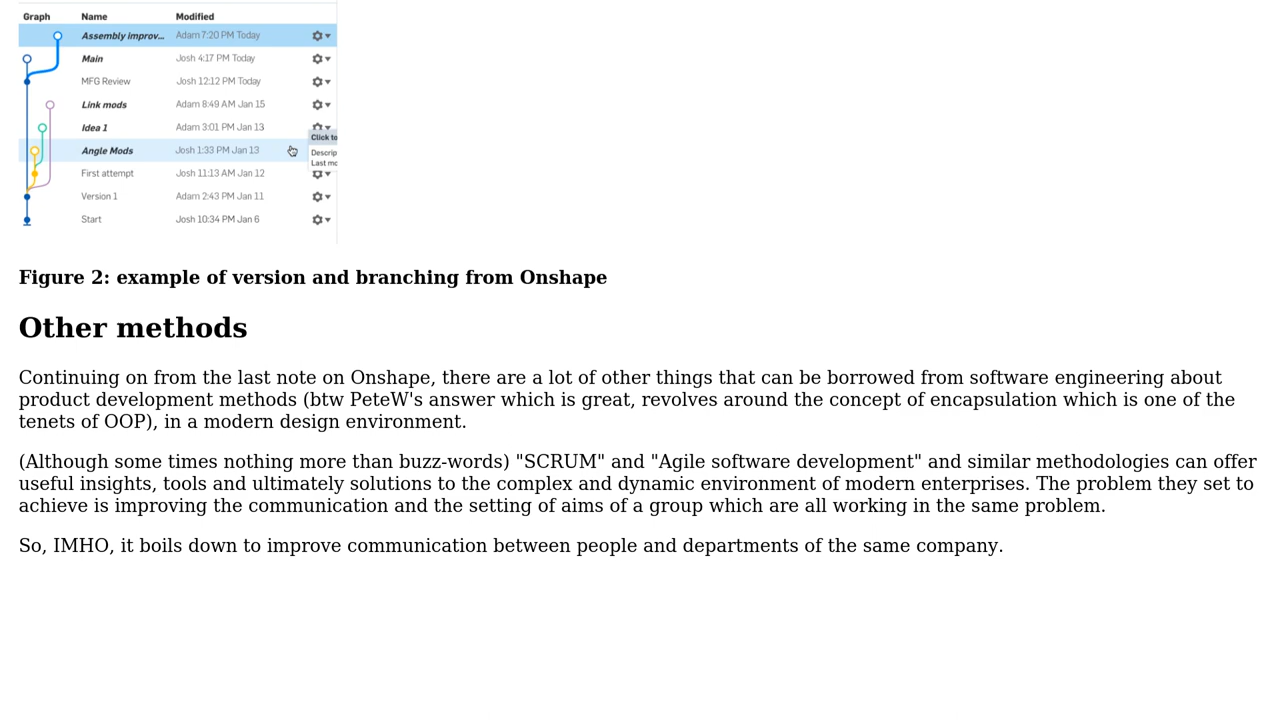 Graph Name Modified
Assembly improv... Adam 7:20 PM Today
Main Josh 4:17 PM Today
MFG Review Josh 12:12 PM Today
Link mods Adam 8:49 AM Jan 15
Idea 1 Adam 3:01 PM Jan 13
Click to
Angle Mods Josh 1:33 PM Jan 13
Descrip
Last mo
First attempt Josh 11:13 AM Jan 12
Version 1 Adam 2:43 PM Jan 11
Start Josh 10:34 PM Jan 6
Figure 2: example of version and branching from Onshape
Other methods
Continuing on from the last note on Onshape, there are a lot of other things that can be borrowed from software engineering about
product development methods (btw PeteW's answer which is great, revolves around the concept of encapsulation which is one of the
tenets of OOP), in a modern design environment.
(Although some times nothing more than buzz-words) "SCRUM" and "Agile software development" and similar methodologies can offer
useful insights, tools and ultimately solutions to the complex and dynamic environment of modern enterprises. The problem they set to
achieve is improving the communication and the setting of aims of a group which are all working in the same problem.
So, IMHO, it boils down to improve communication between people and departments of the same company.